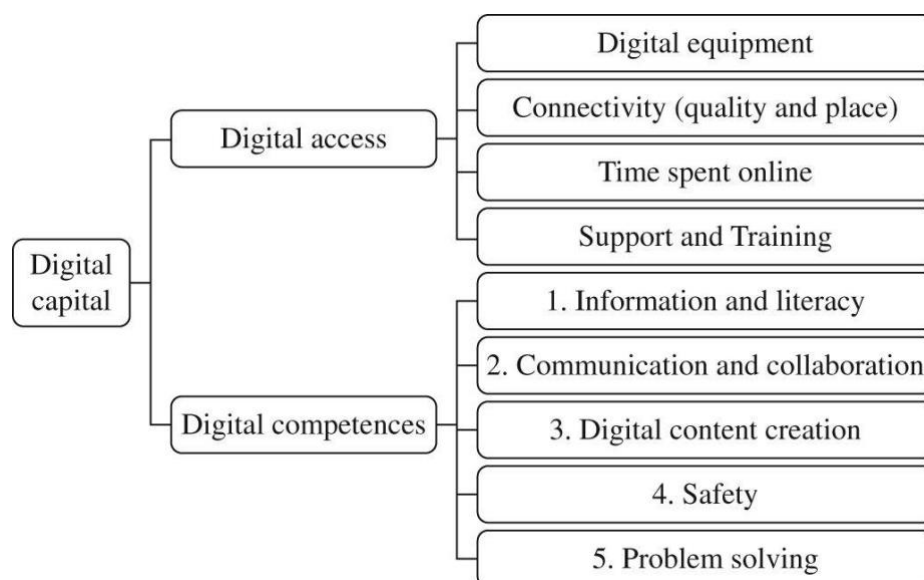 Digital
capital
Digital access
Digital equipment
Connectivity (quality and place)
Time spent online
Support and Training
Digital competences
1. Information and literacy
2. Communication and collaboration
3. Digital content creation
4. Safety
5. Problem solving